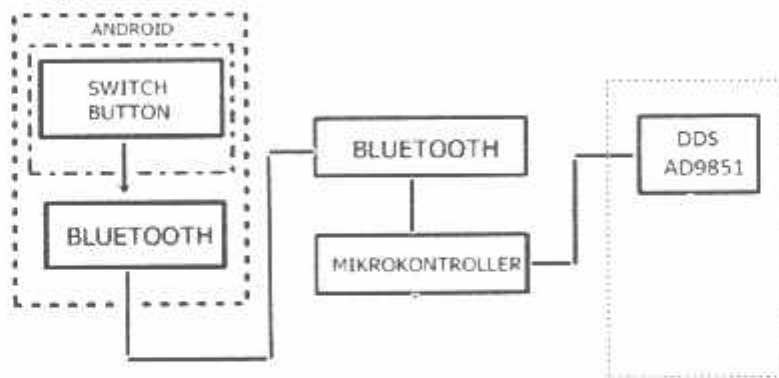 ANDROID
SWITCH
BUTTON
BLUETOOTH
BLUETOOTH
MIKROKONTROLLER
DDS
AD9851